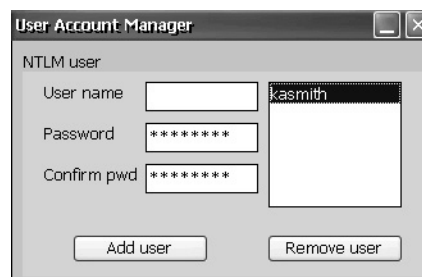 User Account Manager
NTLM user
User name
kasmith
Password ********
Confirm pwd ********
Add user Remove user